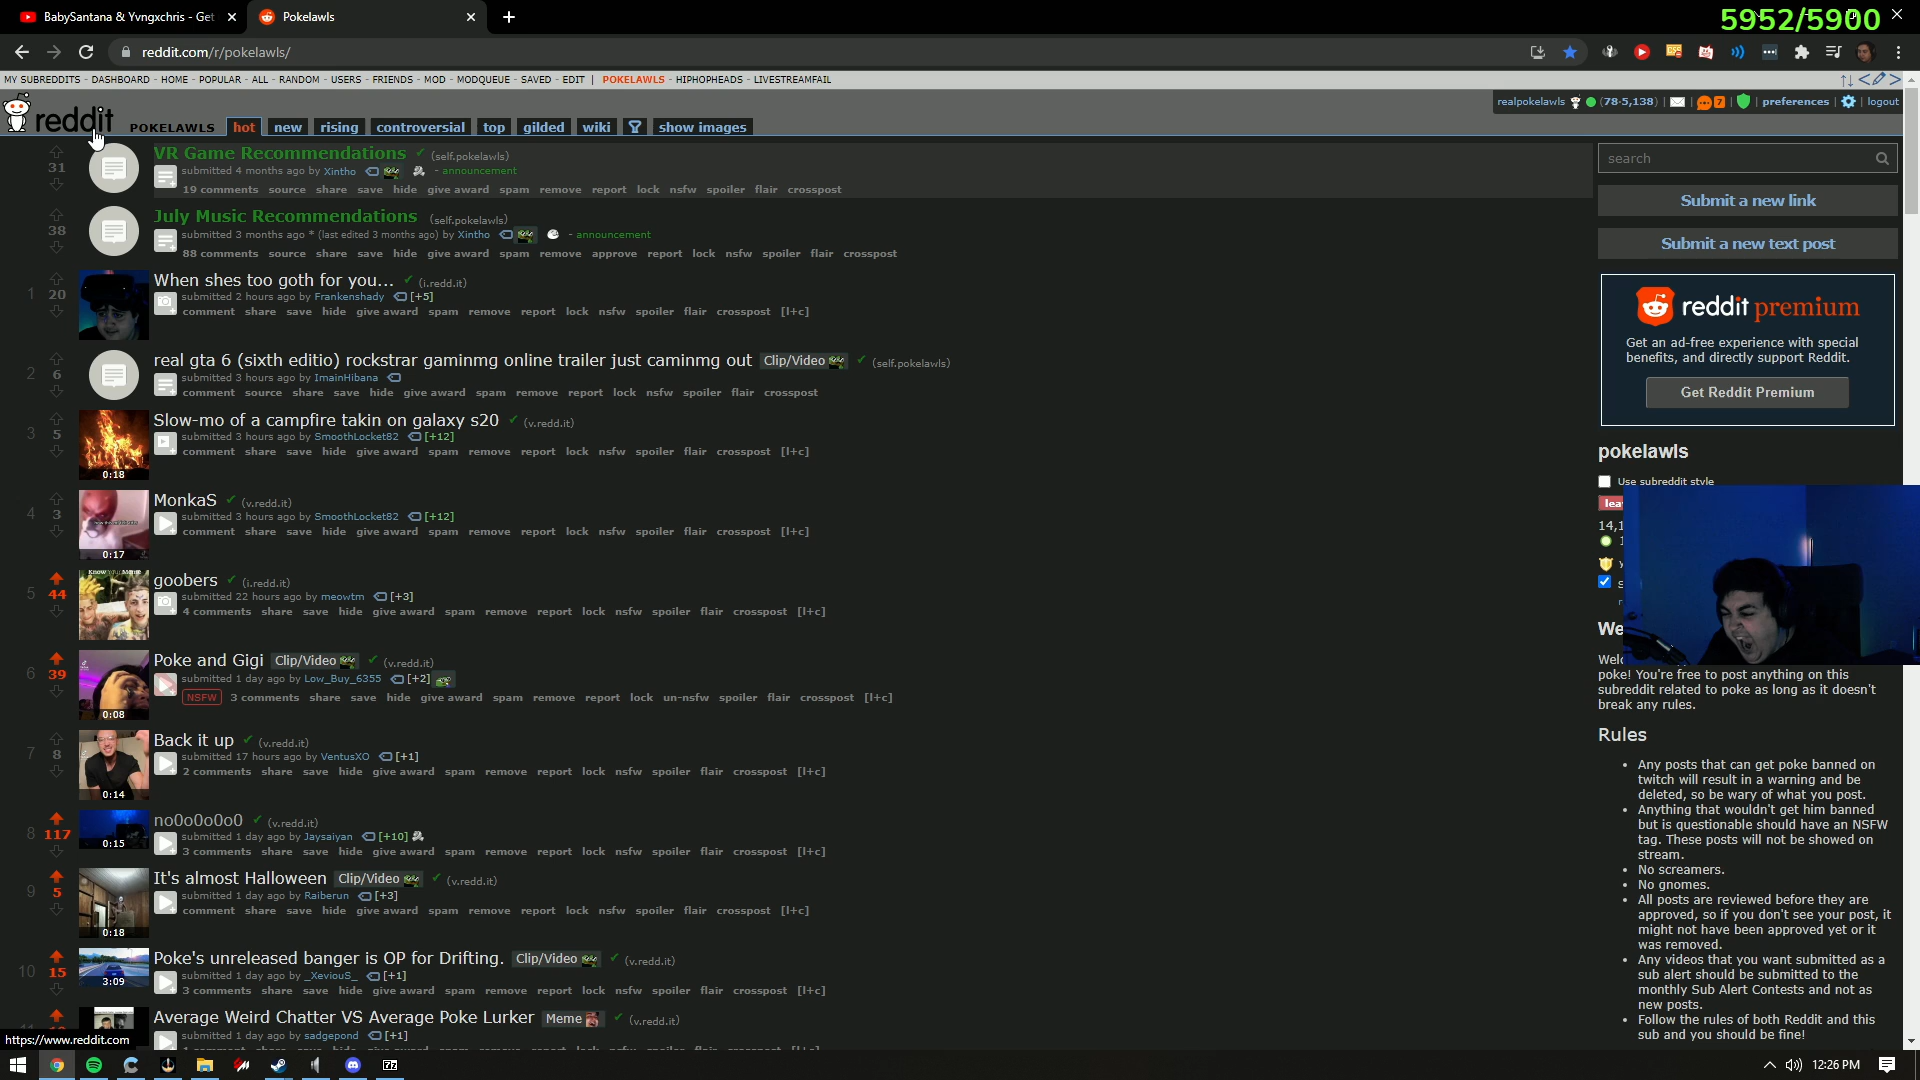 BabySantana & Yvngxchris - Get
Pokelawls
5952/5900
reddit.com/r/pokelawls/
MY SUBREDDITS - DASHBOARD - HOME - POPULAR - ALL - RANDOM - USERS - FRIENDS - MOD - MODQUEUE - SAVED - EDIT | POKELAWLS - HIPHOPHEADS - LIVESTREAMFAIL
realpokelawls (78·5,138) | 7 | | preferences | | logout
reddit POKELAWLS hot new rising controversial top gilded wiki show images
31
VR Game Recommendations (self.pokelawls)
submitted 4 months ago by Xintho - announcement
19 comments source share save hide give award spam remove report lock nsfw spoiler flair crosspost
38
July Music Recommendations (self.pokelawls)
submitted 3 months ago * (last edited 3 months ago) by Xintho - announcement
88 comments source share save hide give award spam remove approve report lock nsfw spoiler flair crosspost
1 20
When shes too goth for you... (i.redd.it)
submitted 2 hours ago by Frankenshady [+5]
comment share save hide give award spam remove report lock nsfw spoiler flair crosspost [l+c]
2 6
real gta 6 (sixth editio) rockstrar gaminmg online trailer just caminmg out Clip/Video (self.pokelawls)
submitted 3 hours ago by ImainHibana
comment source share save hide give award spam remove report lock nsfw spoiler flair crosspost
3 5
Slow-mo of a campfire takin on galaxy s20 (v.redd.it)
submitted 3 hours ago by SmoothLocket82 [+12]
comment share save hide give award spam remove report lock nsfw spoiler flair crosspost [l+c]
0:18
4 3
MonkaS (v.redd.it)
submitted 3 hours ago by SmoothLocket82 [+12]
comment share save hide give award spam remove report lock nsfw spoiler flair crosspost [l+c]
0:17
5 44
goobers (i.redd.it)
submitted 22 hours ago by meowtm [+3]
4 comments share save hide give award spam remove report lock nsfw spoiler flair crosspost [l+c]
6 39
Poke and Gigi Clip/Video (v.redd.it)
submitted 1 day ago by Low_Buy_6355 [+2]
NSFW 3 comments share save hide give award spam remove report lock un-nsfw spoiler flair crosspost [l+c]
0:08
7 8
Back it up (v.redd.it)
submitted 17 hours ago by VentusXO [+1]
2 comments share save hide give award spam remove report lock nsfw spoiler flair crosspost [l+c]
0:14
8 117
no0o0o0o0 (v.redd.it)
submitted 1 day ago by Jaysaiyan [+10]
0:15
3 comments share save hide give award spam remove report lock nsfw spoiler flair crosspost [l+c]
9 5
It's almost Halloween Clip/Video (v.redd.it)
submitted 1 day ago by Raiberun [+3]
comment share save hide give award spam remove report lock nsfw spoiler flair crosspost [l+c]
0:18
10 15
Poke's unreleased banger is OP for Drifting. Clip/Video (v.redd.it)
submitted 1 day ago by _XeviouS_ [+1]
3:09
3 comments share save hide give award spam remove report lock nsfw spoiler flair crosspost [l+c]
Average Weird Chatter VS Average Poke Lurker Meme (v.redd.it)
submitted 1 day ago by sadgepond [+1]
https://www.reddit.com
search
Submit a new link
Submit a new text post
reddit premium
Get an ad-free experience with special
benefits, and directly support Reddit.
Get Reddit Premium
pokelawls
Use subreddit style
lea
14,1
We
Welc
poke! You're free to post anything on this
subreddit related to poke as long as it doesn't
break any rules.
Rules
• Any posts that can get poke banned on
twitch will result in a warning and be
deleted, so be wary of what you post.
• Anything that wouldn't get him banned
but is questionable should have an NSFW
tag. These posts will not be showed on
stream.
• No screamers.
• No gnomes.
• All posts are reviewed before they are
approved, so if you don't see your post, it
might not have been approved yet or it
was removed.
• Any videos that you want submitted as a
sub alert should be submitted to the
monthly Sub Alert Contests and not as
new posts.
• Follow the rules of both Reddit and this
sub and you should be fine!
12:26 PM